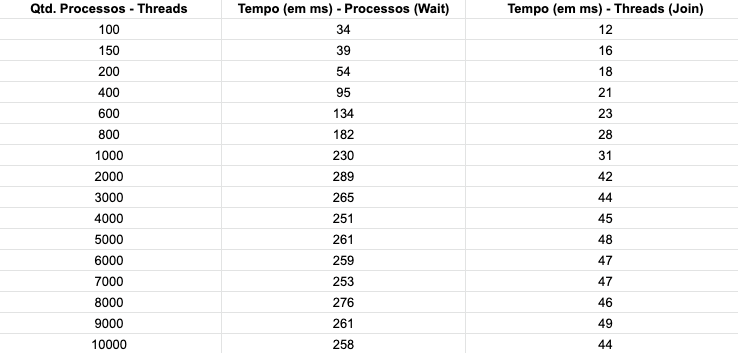 Qtd. Processos - Threads Tempo (em ms) - Processos (Wait) Tempo (em ms) - Threads (Join)
100 34 12
150 39 16
200 54 18
400 95 21
600 134 23
800 182 28
1000 230 31
2000 289 42
3000 265 44
4000 251 45
5000 261 48
6000 259 47
7000 253 47
8000 276 46
9000 261 49
10000 258 44